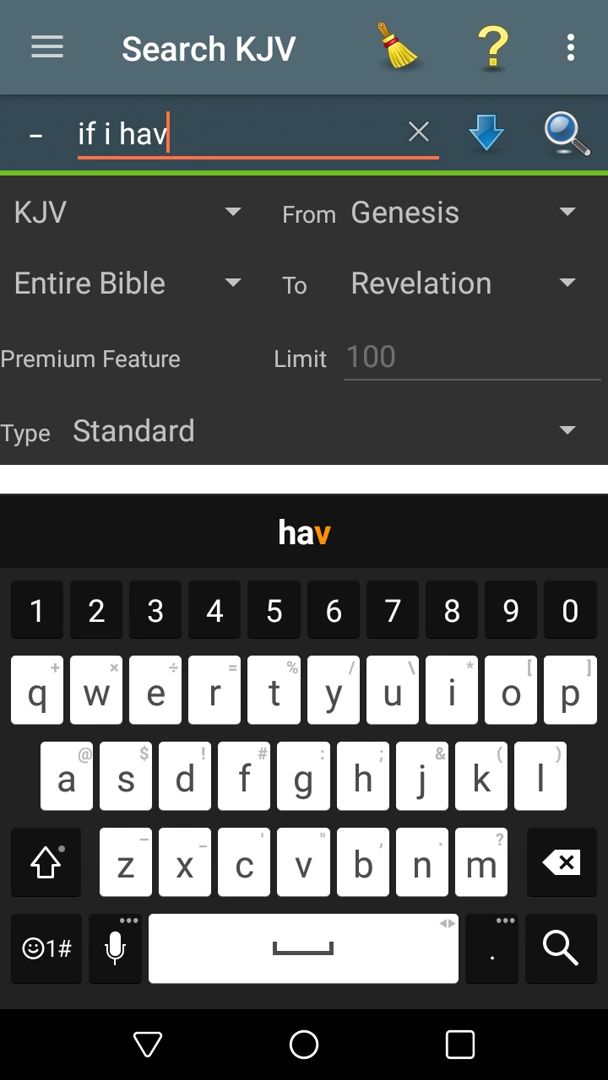 Search KJV ?
- if i hav
KJV From Genesis
Entire Bible To Revelation
Premium Feature Limit 100
Type Standard
hav
1 2 3 4 5 6 7 8 9 0
+ × ÷ = % / \ * [ ]
q w e r t y u i o p
@ $ ! # : ; & ( )
a s d f g h j k l
– _ ' " , . ?
z x c v b n m
1# .